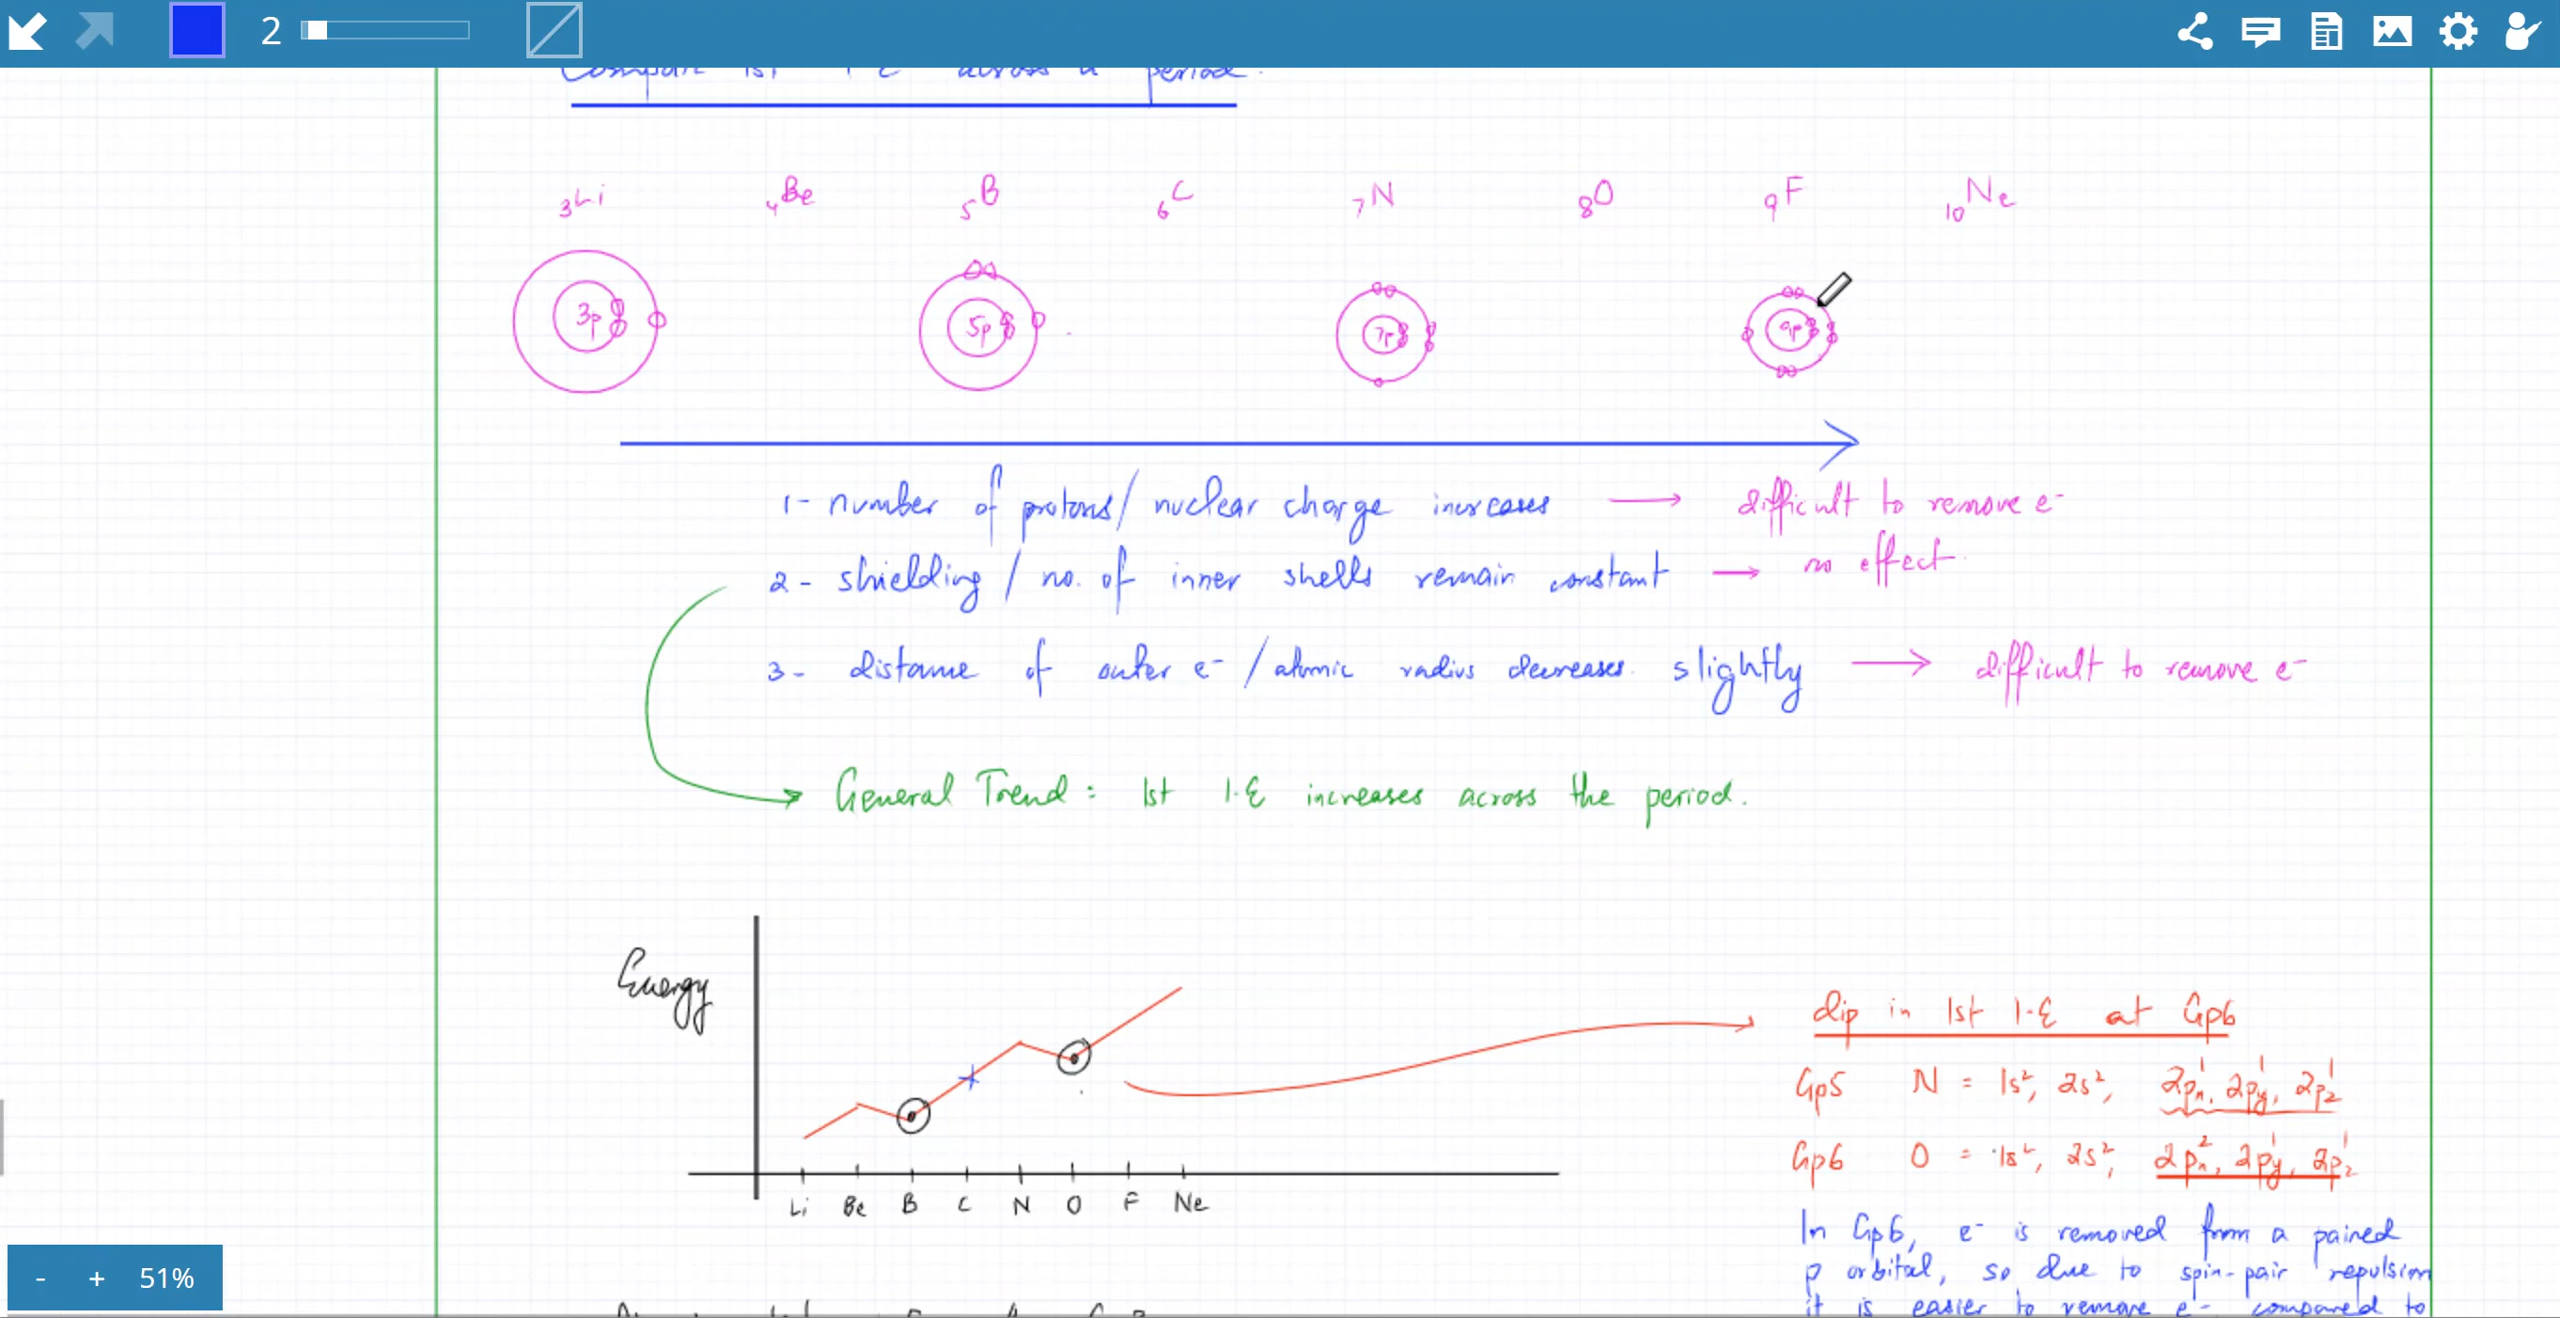 2
Compair 1st I.E across a period.
3Li 4Be 5B 6C 7N 8O 9F 10Ne
3p 5p 7p 9p
1- number of protons/ nuclear charge increases → difficult to remove e-
2- shielding / no. of inner shells remain constant → no effect.
3- distance of outer e- / atomic radius decreases slightly → difficult to remove e-
General Trend: 1st I.E increases across the period.
Energy
Li Be B C N O F Ne
dip in 1st I.E at Gp6
Gp5 N = 1s², 2s², 2px¹, 2py¹, 2pz¹
Gp6 O = 1s², 2s², 2px², 2py¹, 2pz¹
In Gp6, e- is removed from a paired
p orbital, so due to spin-pair repulsion
it is easier to remove e- compared to
- + 51%